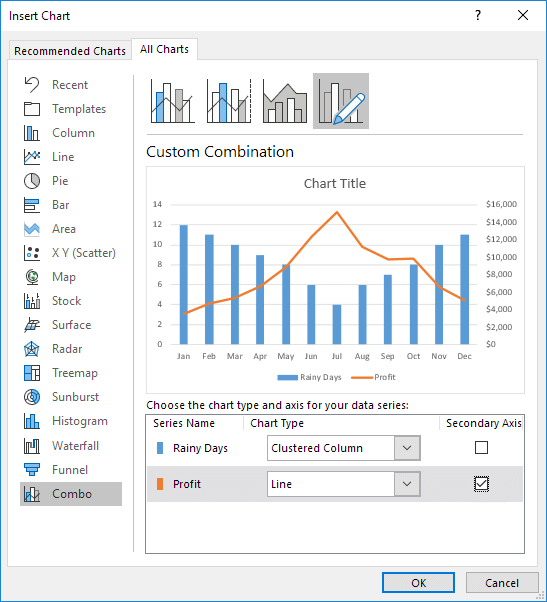 Insert Chart
Recommended Charts
All Charts
Recent
Templates
Column
Line
Pie
Bar
Area
X Y (Scatter)
Map
Stock
Surface
Radar
Treemap
Sunburst
Histogram
Waterfall
Funnel
Combo
Custom Combination
Chart Title
14
12
10
8
6
4
2
0
$16,000
$14,000
$12,000
$10,000
$8,000
$6,000
$4,000
$2,000
$0
Jan Feb Mar Apr May Jun Jul Aug Sep Oct Nov Dec
Rainy Days Profit
Choose the chart type and axis for your data series:
Series Name Chart Type Secondary Axis
Rainy Days Clustered Column
Profit Line
OK Cancel